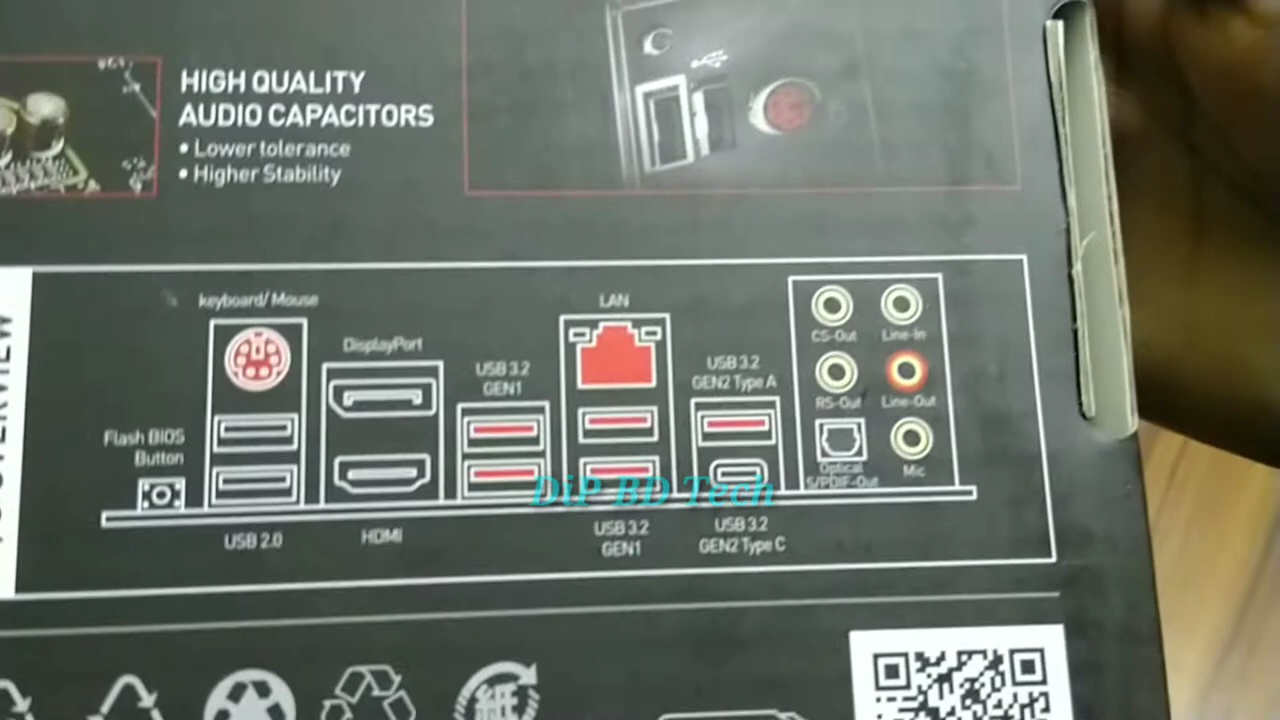 HIGH QUALITY
AUDIO CAPACITORS
• Lower tolerance
• Higher Stability
keyboard/ Mouse
LAN
DisplayPort
USB 3.2
GEN1
USB 3.2
GEN2 Type A
CS-Out
Line-In
RS-Out
Line-Out
Flash BIOS
Button
Optical
S/PDIF-Out
Mic
DiP BD Tech
USB 2.0
HDMI
USB 3.2
GEN1
USB 3.2
GEN2 Type C
紙